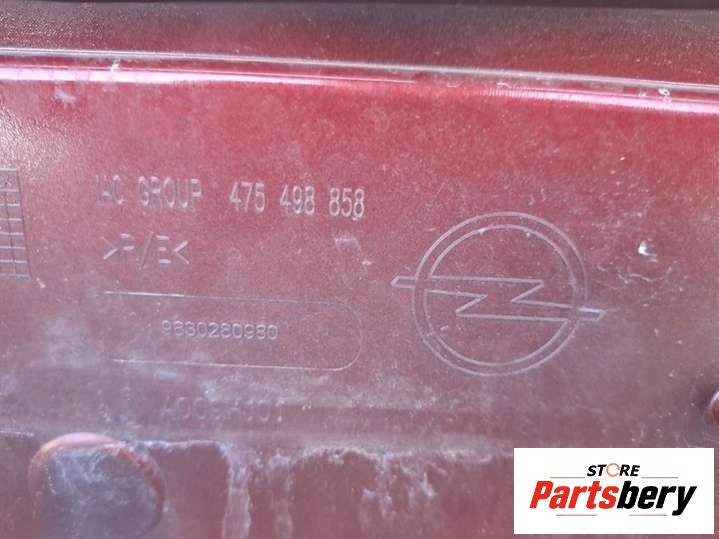 IAC GROUP 475 498 858
>P/E<
9830280980
STORE
Partsbery